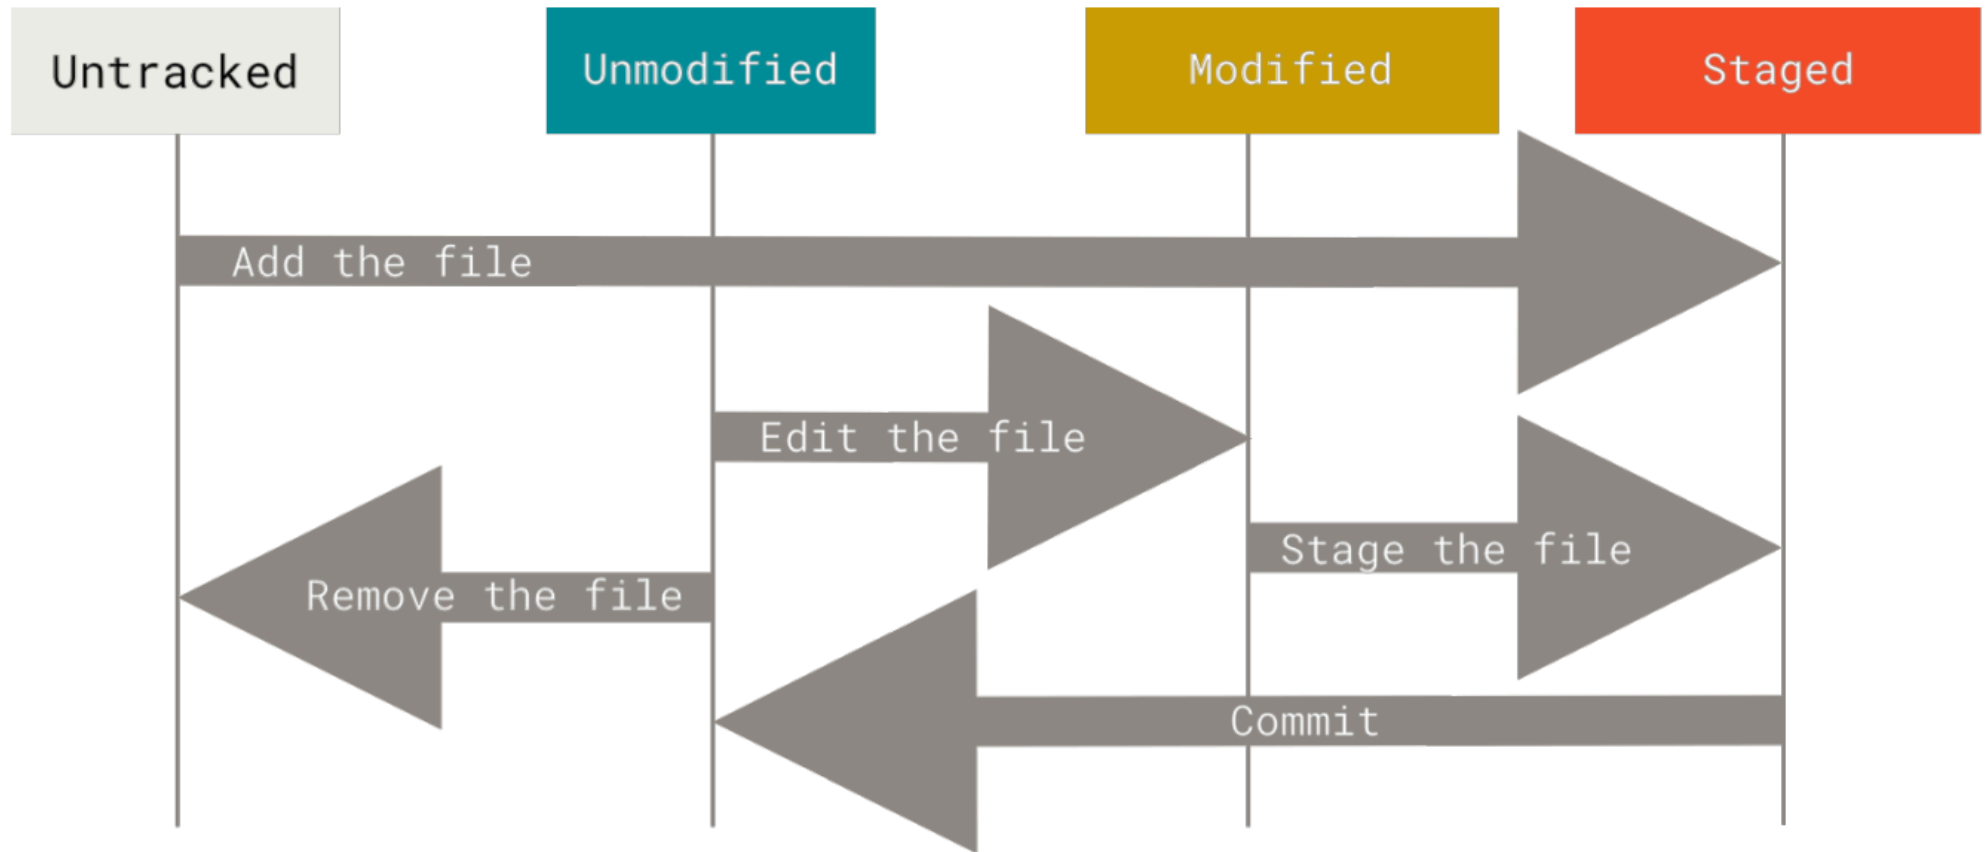 Untracked
Unmodified
Modified
Staged
Add the file
Edit the file
Stage the file
Remove the file
Commit